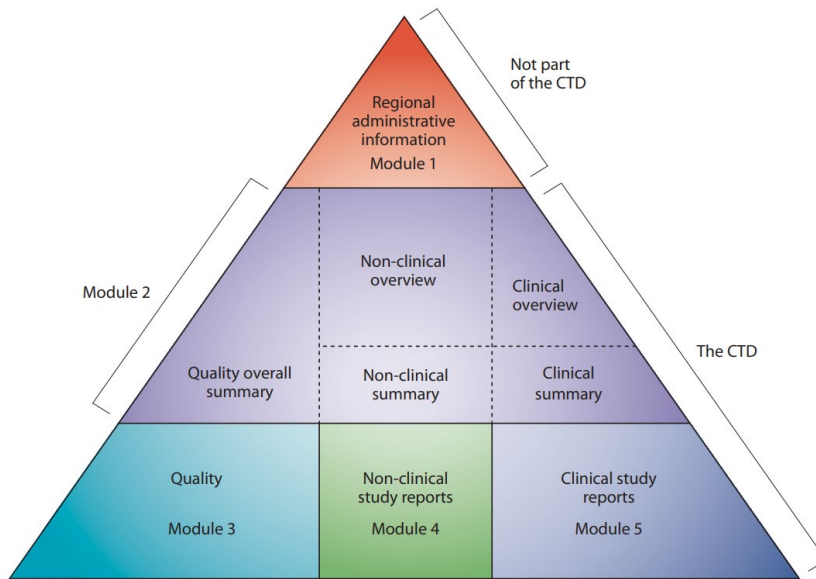 Not part
of the CTD
Regional
administrative
information
Module 1
Module 2
Non-clinical
overview
Clinical
overview
The CTD
Quality overall
summary
Non-clinical
summary
Clinical
summary
Quality
Module 3
Non-clinical
study reports
Module 4
Clinical study
reports
Module 5